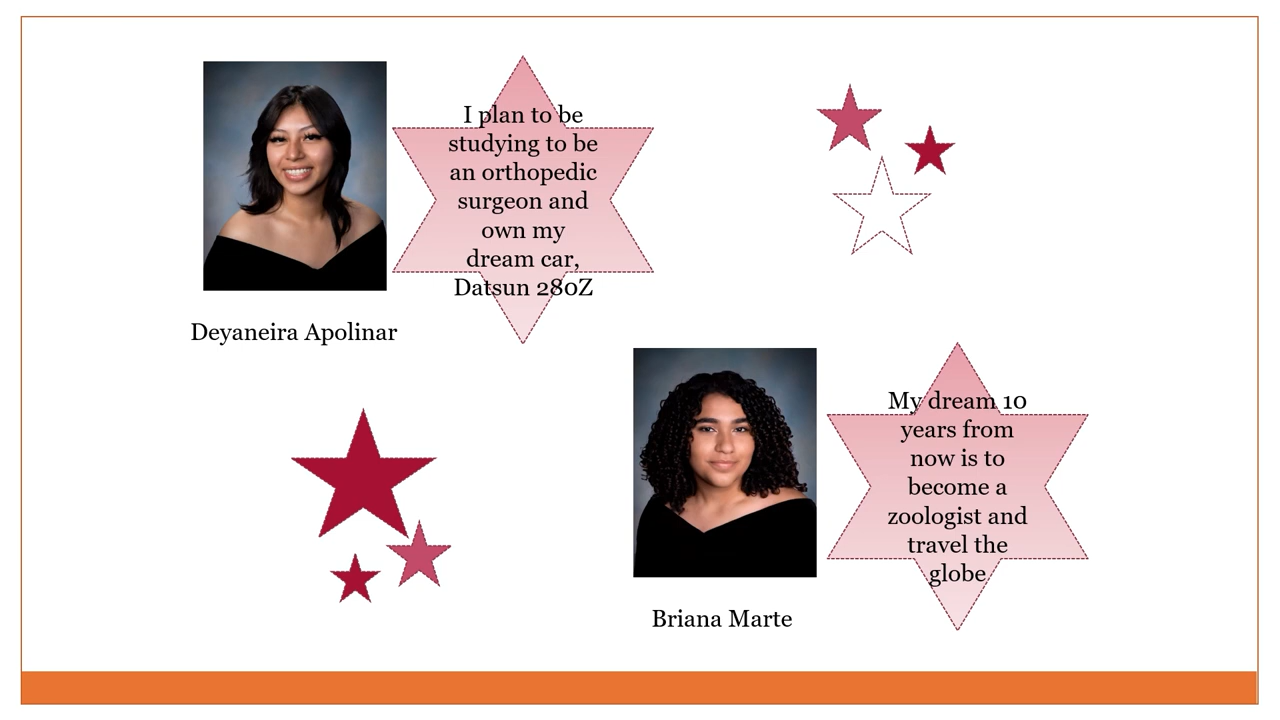 I plan to be
studying to be
an orthopedic
surgeon and
own my
dream car,
Datsun 280Z
Deyaneira Apolinar
My dream 10
years from
now is to
become a
zoologist and
travel the
globe
Briana Marte